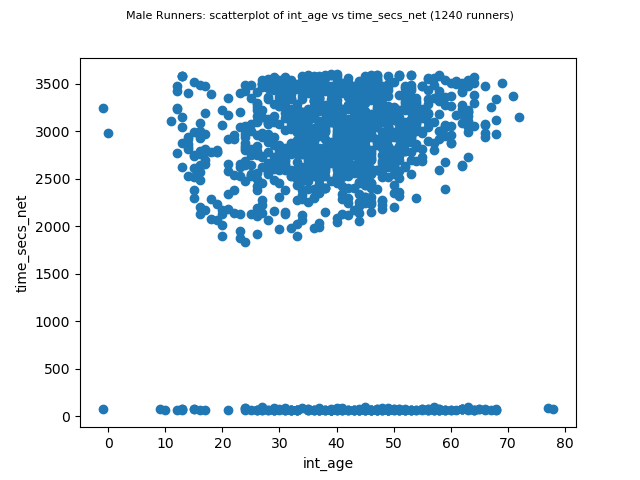 Male Runners: scatterplot of int_age vs time_secs_net (1240 runners)
3500
3000
2500
2000
1500
1000
500
0
time_secs_net
0 10 20 30 40 50 60 70 80
int_age